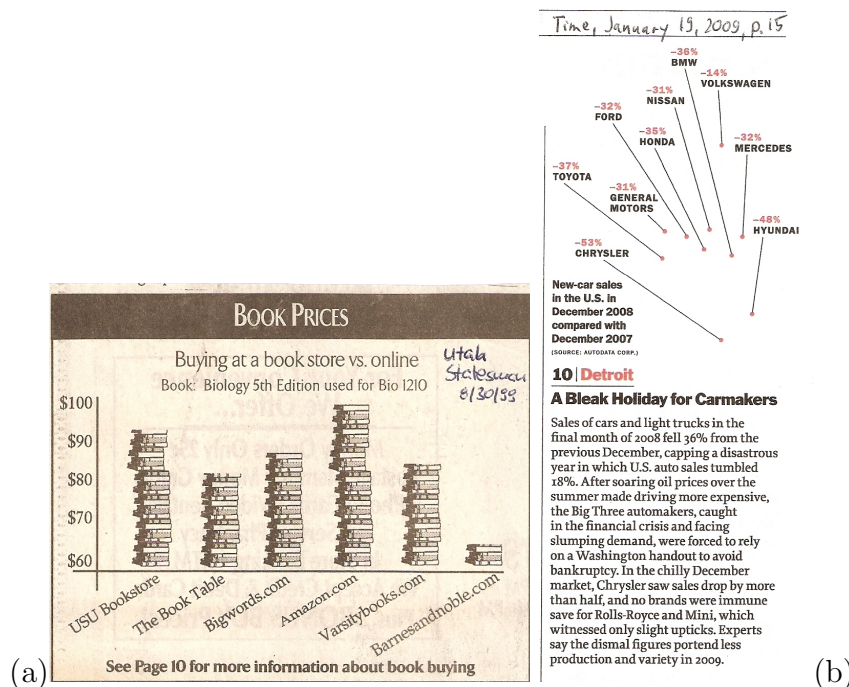 Time, January 19, 2009, p.15
-36%
BMW
-14%
VOLKSWAGEN
-31%
NISSAN
-32%
FORD
-35%
HONDA
-32%
MERCEDES
-37%
TOYOTA
-31%
GENERAL
MOTORS
-48%
HYUNDAI
-53%
CHRYSLER
New-car sales
in the U.S. in
December 2008
compared with
December 2007
(SOURCE: AUTODATA CORP.)
10 | Detroit
A Bleak Holiday for Carmakers
Sales of cars and light trucks in the
final month of 2008 fell 36% from the
previous December, capping a disastrous
year in which U.S. auto sales tumbled
18%. After soaring oil prices over the
summer made driving more expensive,
the Big Three automakers, caught
in the financial crisis and facing
slumping demand, were forced to rely
on a Washington handout to avoid
bankruptcy. In the chilly December
market, Chrysler saw sales drop by more
than half, and no brands were immune
save for Rolls-Royce and Mini, which
witnessed only slight upticks. Experts
say the dismal figures portend less
production and variety in 2009.
BOOK PRICES
Buying at a book store vs. online
Book: Biology 5th Edition used for Bio 1210
Utah
Statesman
8/30/99
$100
$90
$80
$70
$60
USU Bookstore
The Book Table
Bigwords.com
Amazon.com
Varsitybooks.com
Barnesandnoble.com
See Page 10 for more information about book buying
(a)
(b)